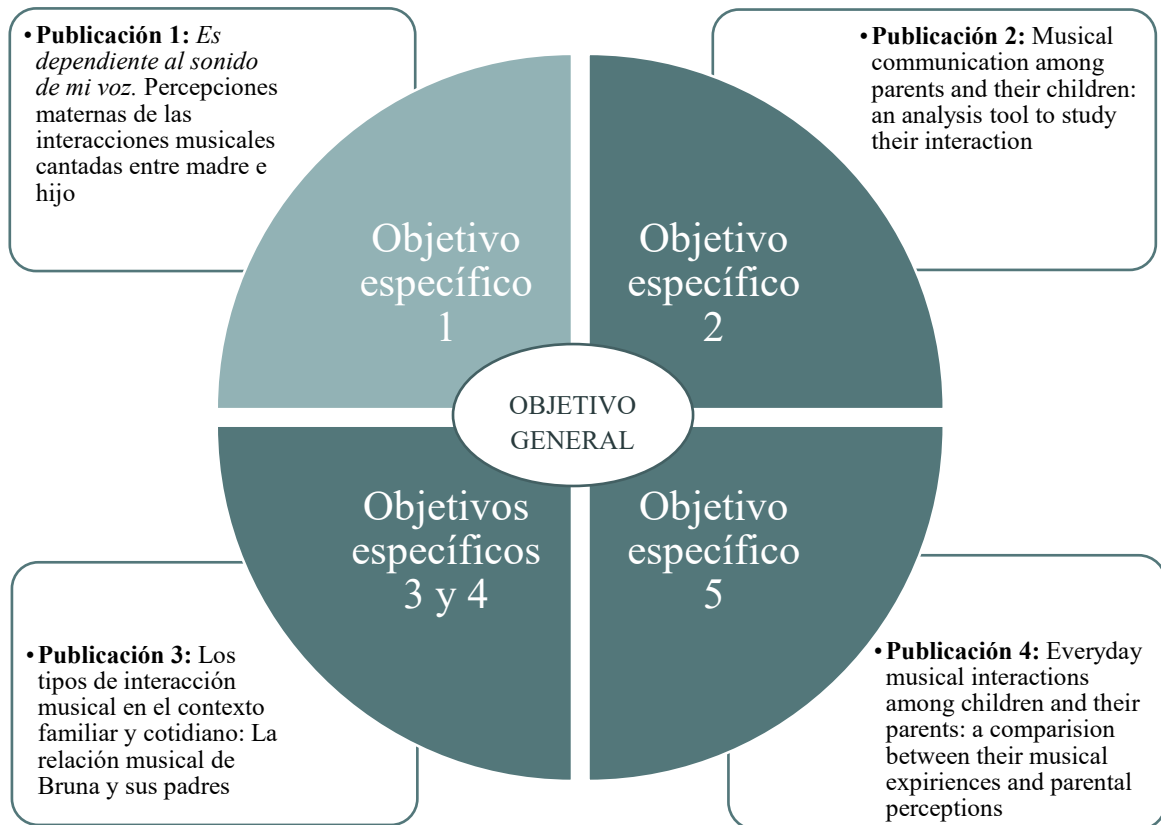 • Publicación 1: Es
dependiente al sonido
de mi voz. Percepciones
maternas de las
interacciones musicales
cantadas entre madre e
hijo
• Publicación 2: Musical
communication among
parents and their children:
an analysis tool to study
their interaction
Objetivo
específico
1
Objetivo
específico
2
OBJETIVO
GENERAL
Objetivos
específicos
3 y 4
Objetivo
específico
5
• Publicación 3: Los
tipos de interacción
musical en el contexto
familiar y cotidiano: La
relación musical de
Bruna y sus padres
• Publicación 4: Everyday
musical interactions
among children and their
parents: a comparision
between their musical
expiriences and parental
perceptions